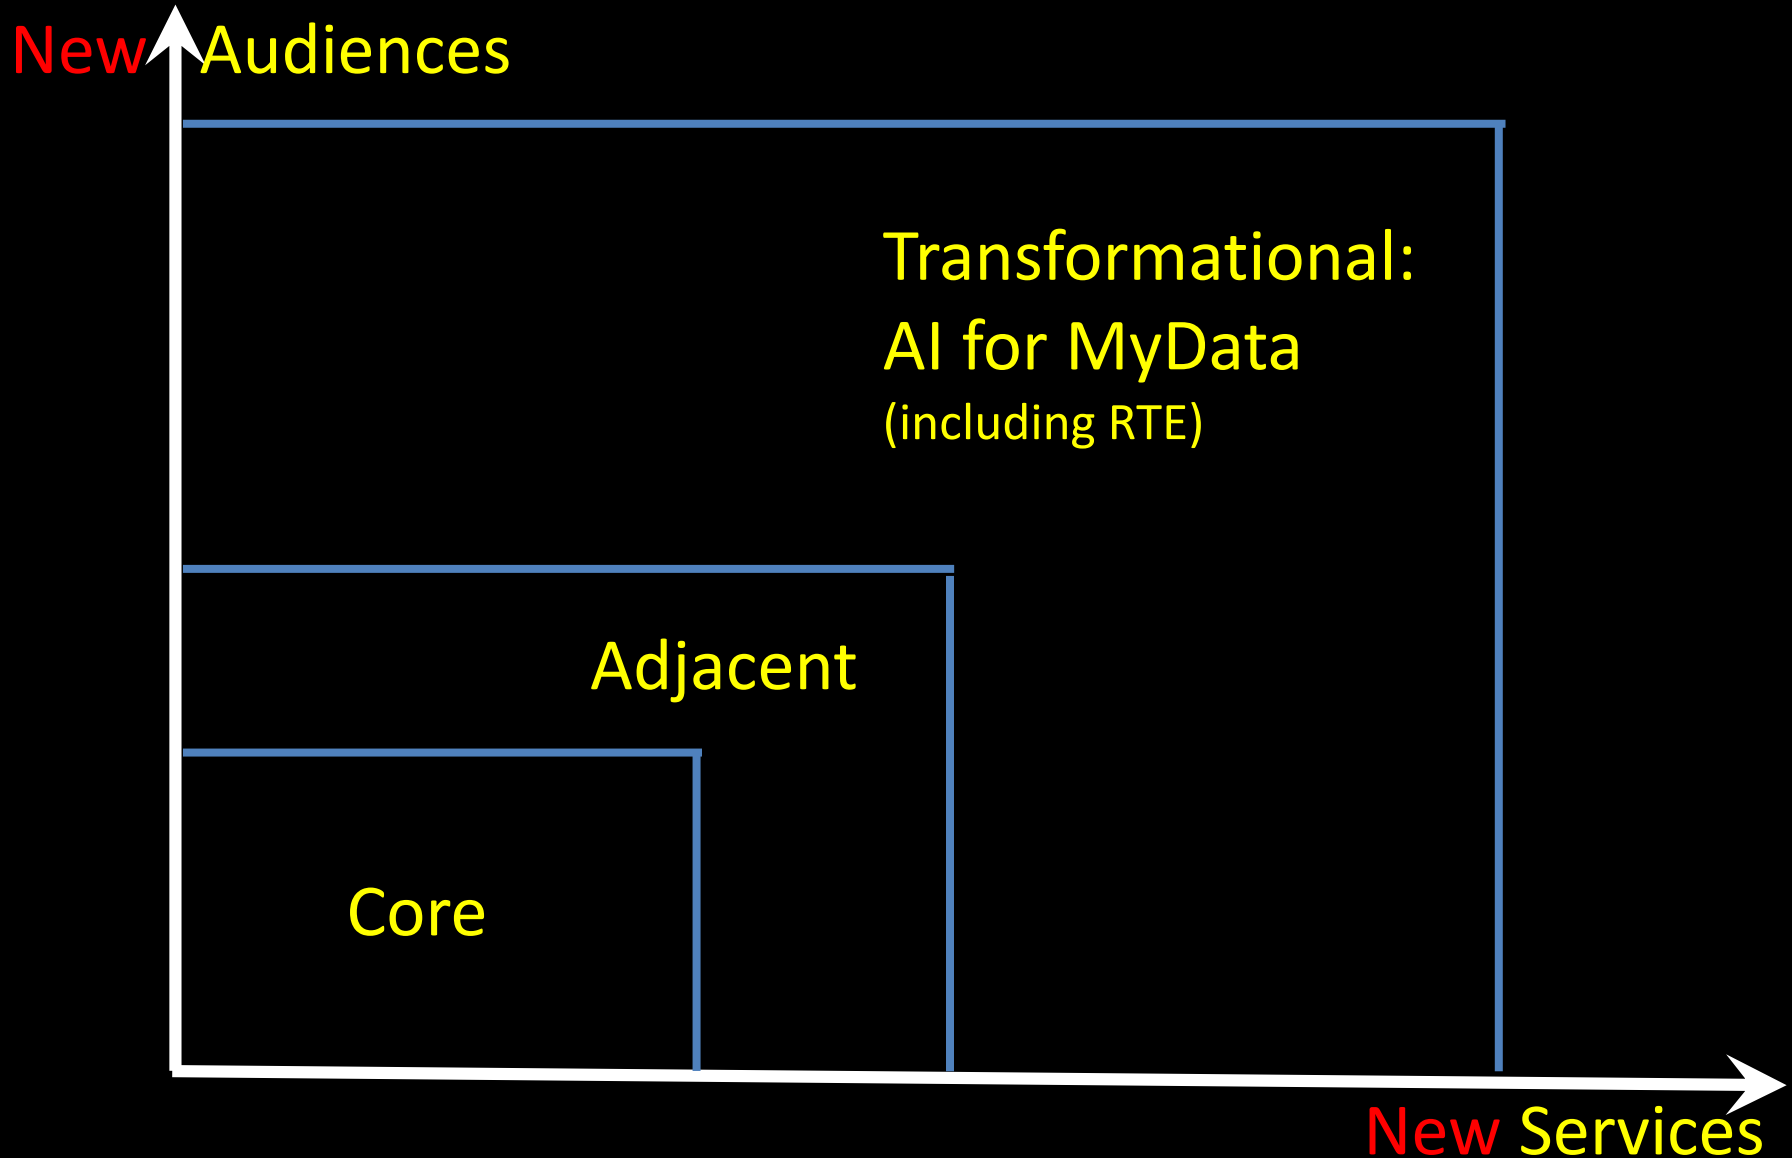 New Audiences
Transformational:
AI for MyData
(including RTE)
Adjacent
Core
New Services